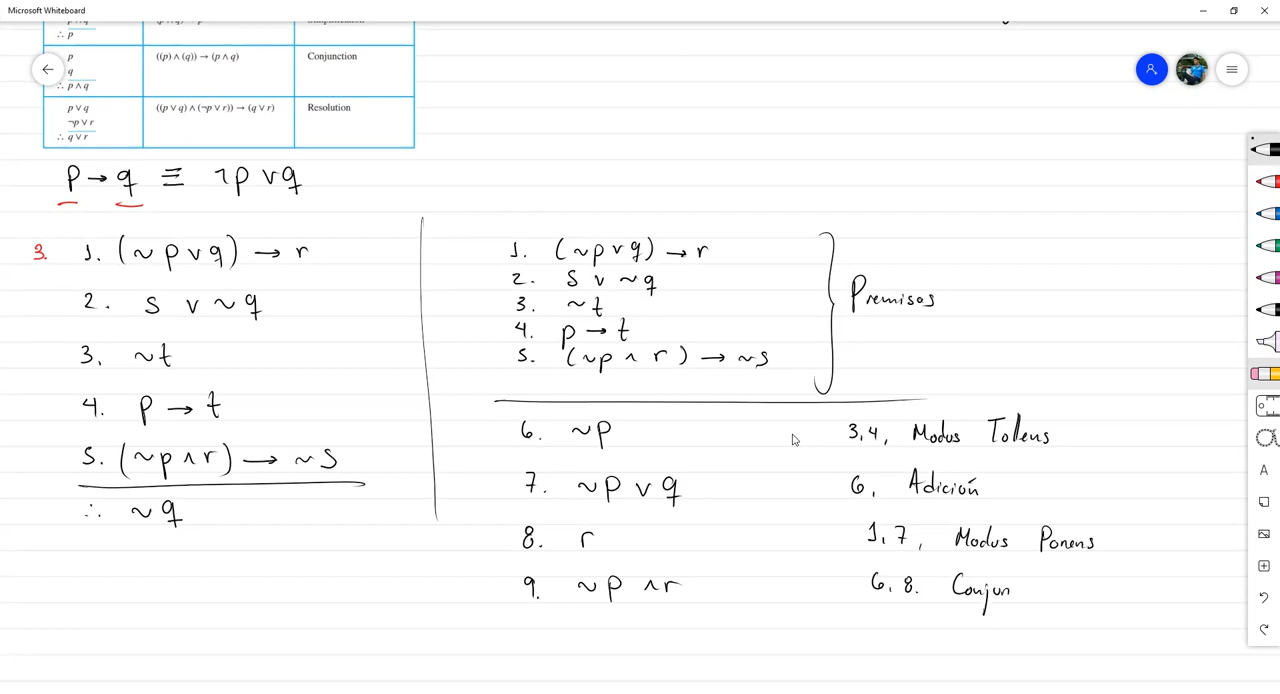 Microsoft Whiteboard
∴ p
p
q
∴ p ∧ q
((p) ∧ (q)) → (p ∧ q)
Conjunction
p ∨ q
¬p ∨ r
∴ q ∨ r
((p ∨ q) ∧ (¬p ∨ r)) → (q ∨ r)
Resolution
p → q ≡ ¬p ∨ q
3. 1. (~p ∨ q) → r
2. s ∨ ~q
3. ~t
4. p → t
5. (~p ∧ r) → ~s
∴ ~q
1. (~p ∨ q) → r
2. s ∨ ~q
3. ~t
4. p → t
5. (~p ∧ r) → ~s
Premisas
6. ~p 3,4, Modus Tollens
7. ~p ∨ q 6, Adición
8. r 1,7, Modus Ponens
9. ~p ∧ r 6,8. Conjun
A